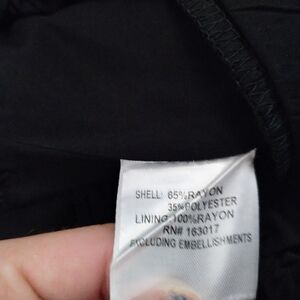 SHELL: 65%RAYON
35%POLYESTER
LINING:100%RAYON
RN# 163017
EXCLUDING EMBELLISHMENTS